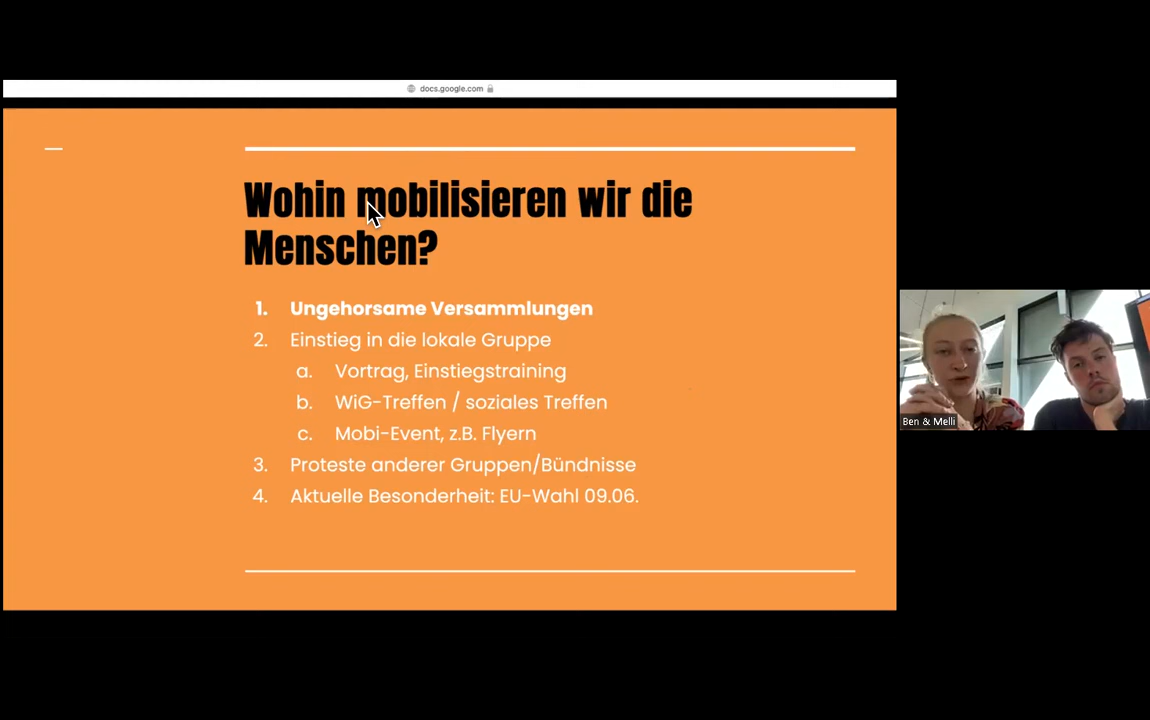 docs.google.com
Wohin mobilisieren wir die
Menschen?
1. Ungehorsame Versammlungen
2. Einstieg in die lokale Gruppe
a. Vortrag, Einstiegstraining
b. WiG-Treffen / soziales Treffen
c. Mobi-Event, z.B. Flyern
3. Proteste anderer Gruppen/Bündnisse
4. Aktuelle Besonderheit: EU-Wahl 09.06.
Ben & Melli